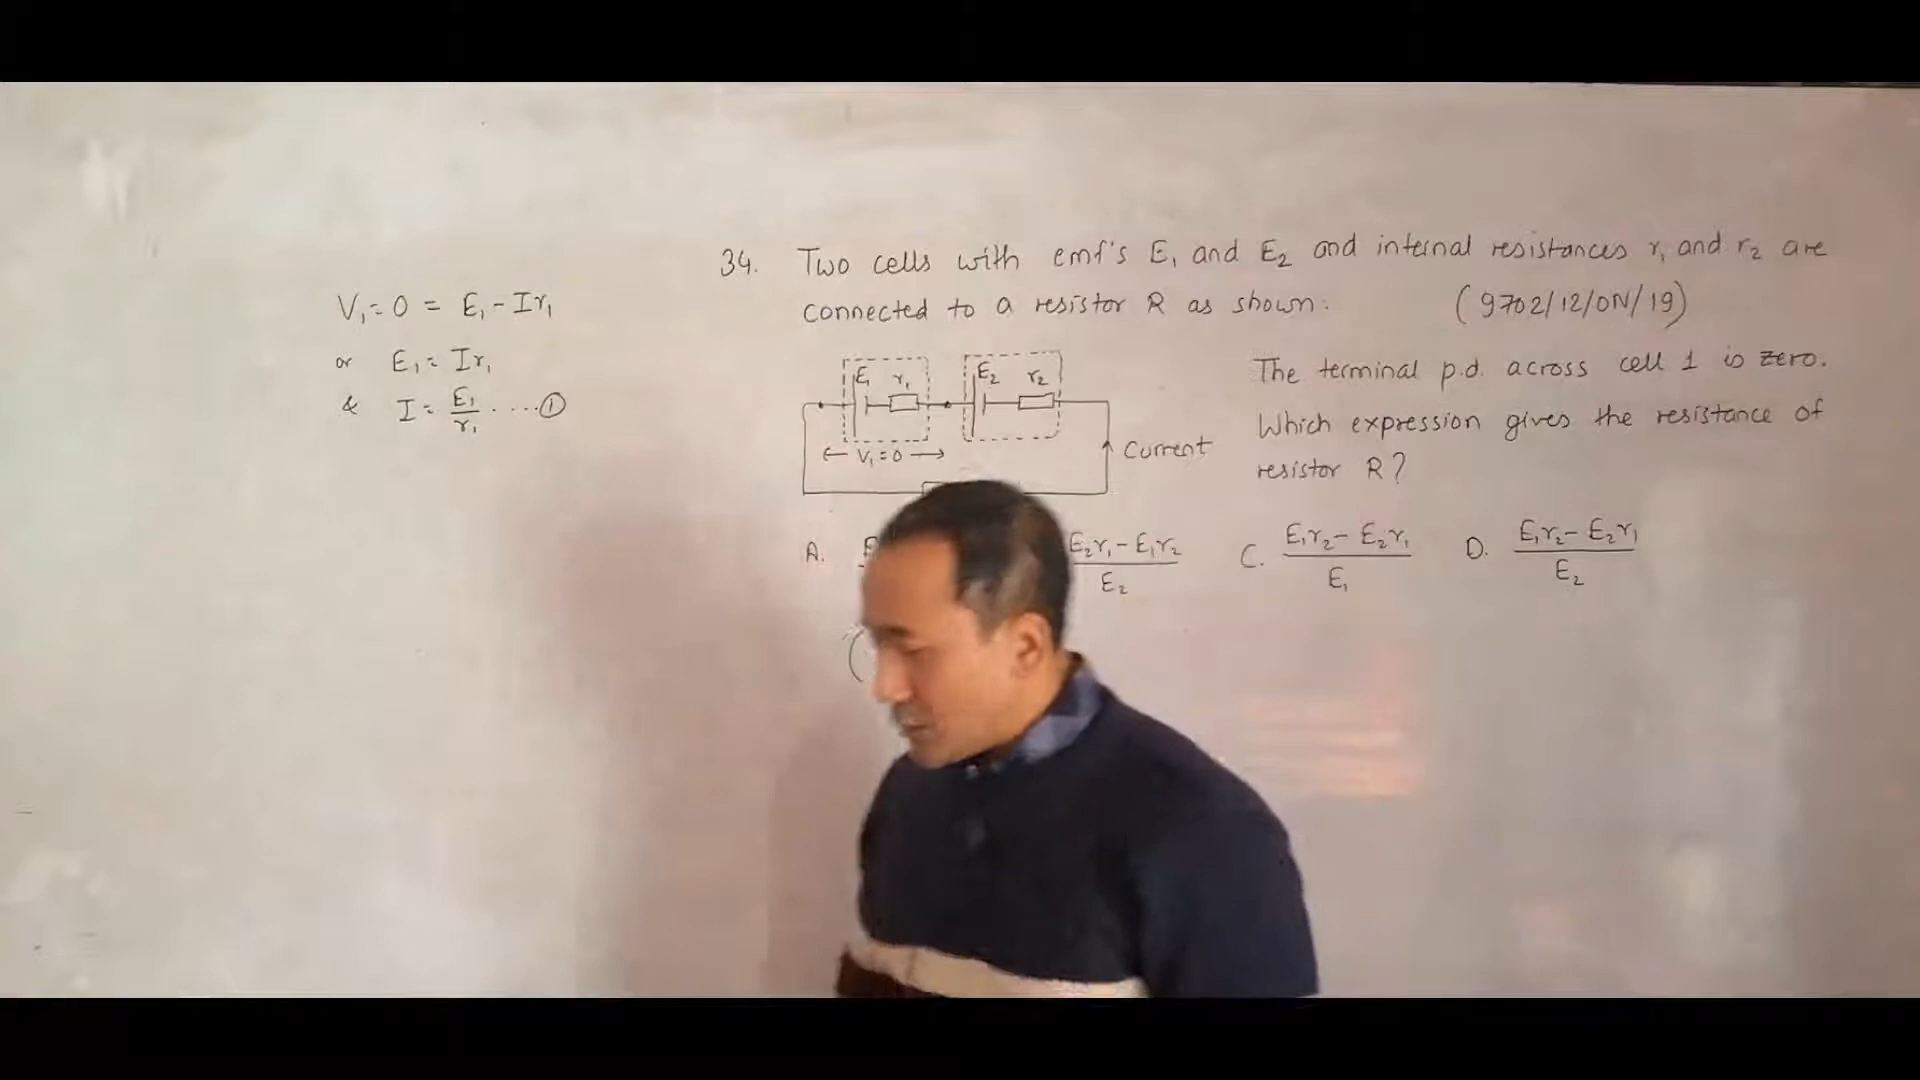 V₁ = 0 = E₁ - Ir₁
or E₁ = Ir₁
& I = E₁/r₁ . . . . . ①
34. Two cells with emf's E₁ and E₂ and internal resistances r₁ and r₂ are
connected to a resistor R as shown: (9702/12/ON/19)
E₁ r₁ E₂ r₂
← V₁=0 →
Current
The terminal p.d. across cell 1 is zero.
Which expression gives the resistance of
resistor R?
A. E₂r₁ - E₁r₂/E₂ C. E₁r₂ - E₂r₁/E₁ D. E₁r₂ - E₂r₁/E₂
(